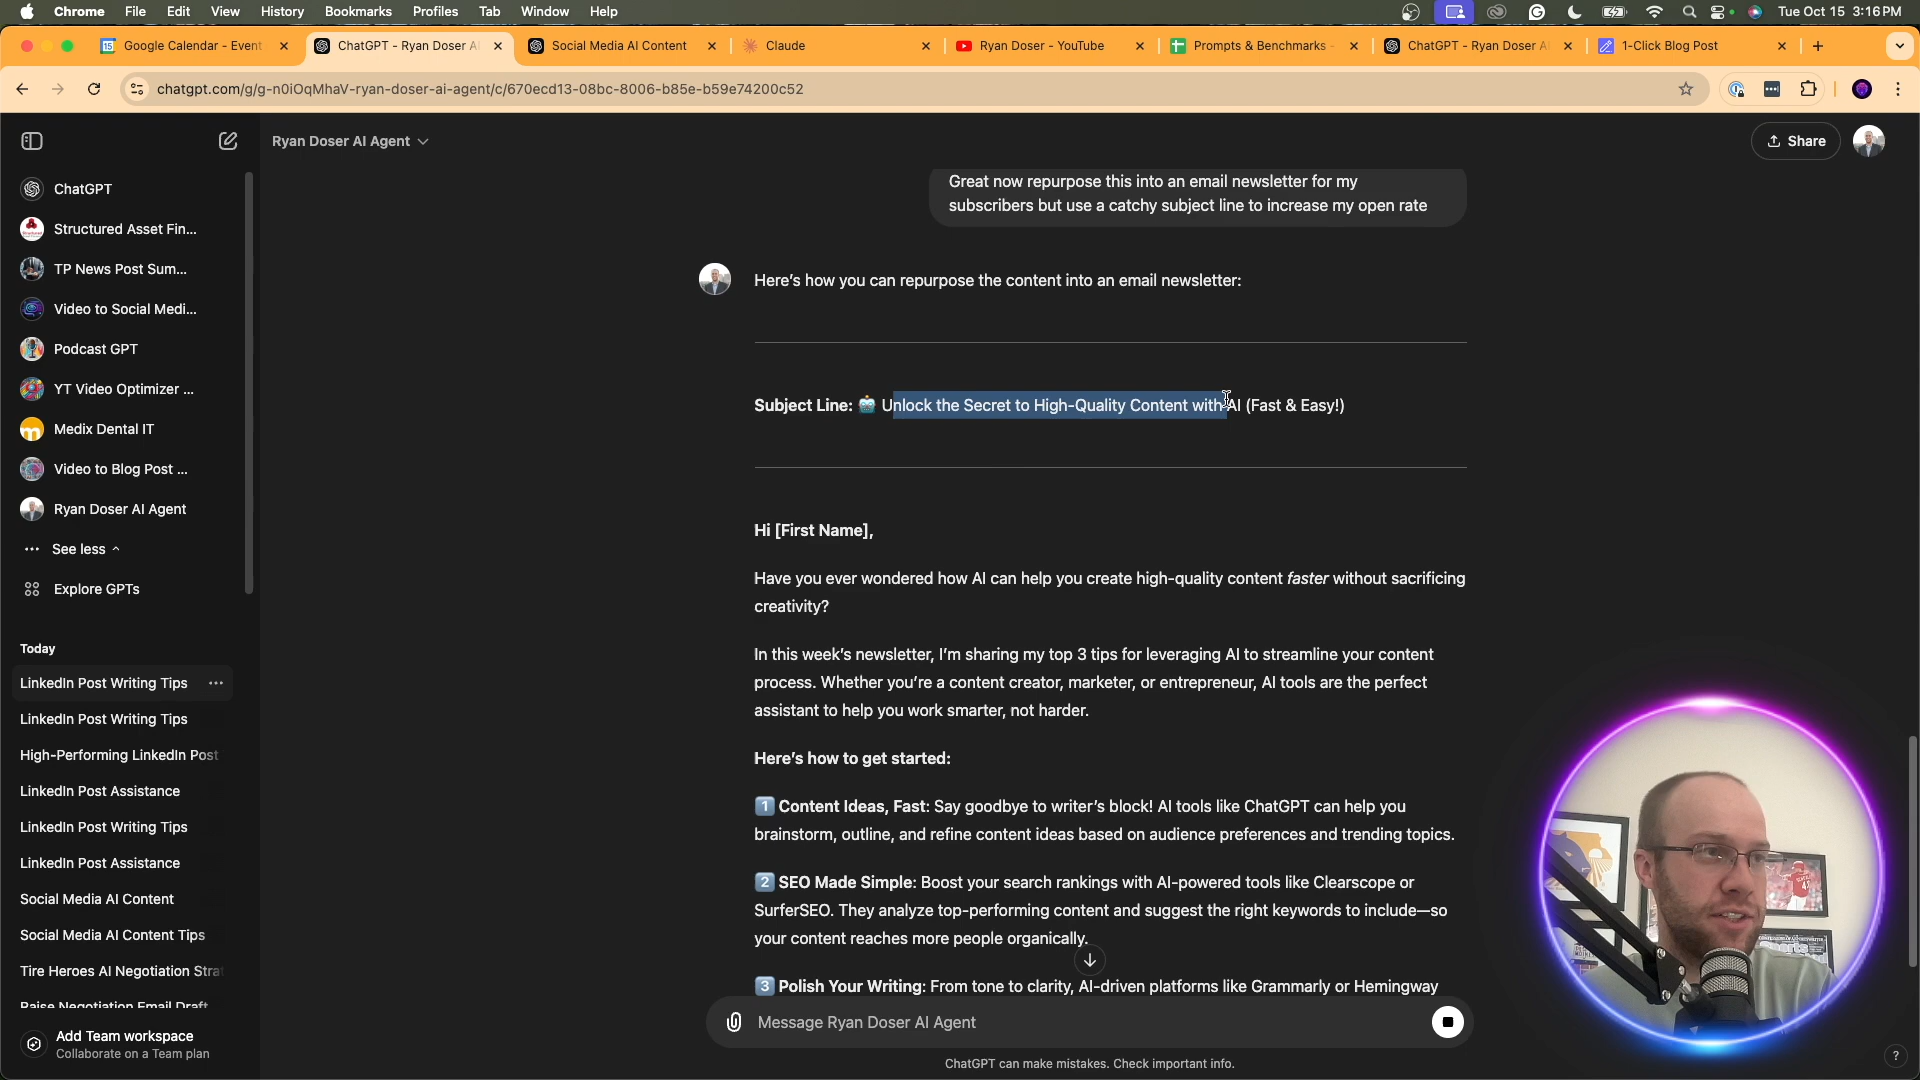 Chrome File Edit View History Bookmarks Profiles Tab Window Help Tue Oct 15 3:16 PM
15 Google Calendar - Event ChatGPT - Ryan Doser AI Social Media AI Content Claude Ryan Doser - YouTube Prompts & Benchmarks - ChatGPT - Ryan Doser AI 1-Click Blog Post
chatgpt.com/g/g-n0iOqMhaV-ryan-doser-ai-agent/c/670ecd13-08bc-8006-b85e-b59e74200c52
Ryan Doser AI Agent
Share
ChatGPT
Structured Asset Fin...
TP News Post Sum...
Video to Social Medi...
Podcast GPT
YT Video Optimizer ...
Medix Dental IT
Video to Blog Post ...
Ryan Doser AI Agent
See less
Explore GPTs
Today
LinkedIn Post Writing Tips
LinkedIn Post Writing Tips
High-Performing LinkedIn Post
LinkedIn Post Assistance
LinkedIn Post Writing Tips
LinkedIn Post Assistance
Social Media AI Content
Social Media AI Content Tips
Tire Heroes AI Negotiation Strat
Raise Negotiation Email Draft
Add Team workspace
Collaborate on a Team plan
Great now repurpose this into an email newsletter for my
subscribers but use a catchy subject line to increase my open rate
Here's how you can repurpose the content into an email newsletter:
Subject Line: 🤖 Unlock the Secret to High-Quality Content with AI (Fast & Easy!)
Hi [First Name],
Have you ever wondered how AI can help you create high-quality content faster without sacrificing
creativity?
In this week's newsletter, I'm sharing my top 3 tips for leveraging AI to streamline your content
process. Whether you're a content creator, marketer, or entrepreneur, AI tools are the perfect
assistant to help you work smarter, not harder.
Here's how to get started:
1️⃣ Content Ideas, Fast: Say goodbye to writer's block! AI tools like ChatGPT can help you
brainstorm, outline, and refine content ideas based on audience preferences and trending topics.
2️⃣ SEO Made Simple: Boost your search rankings with AI-powered tools like Clearscope or
SurferSEO. They analyze top-performing content and suggest the right keywords to include—so
your content reaches more people organically.
3️⃣ Polish Your Writing: From tone to clarity, AI-driven platforms like Grammarly or Hemingway
Message Ryan Doser AI Agent
ChatGPT can make mistakes. Check important info.
?